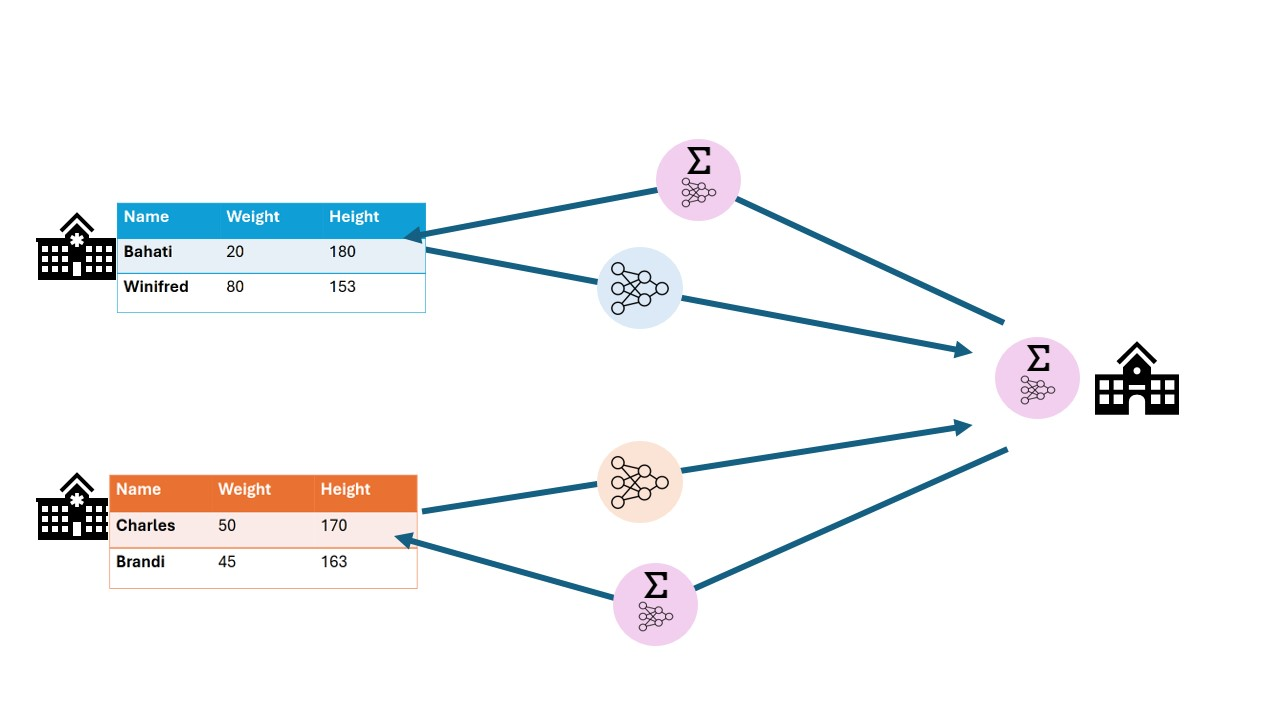 Σ
Name Weight Height
Bahati 20 180
Winifred 80 153
Σ
Name Weight Height
Charles 50 170
Brandi 45 163
Σ